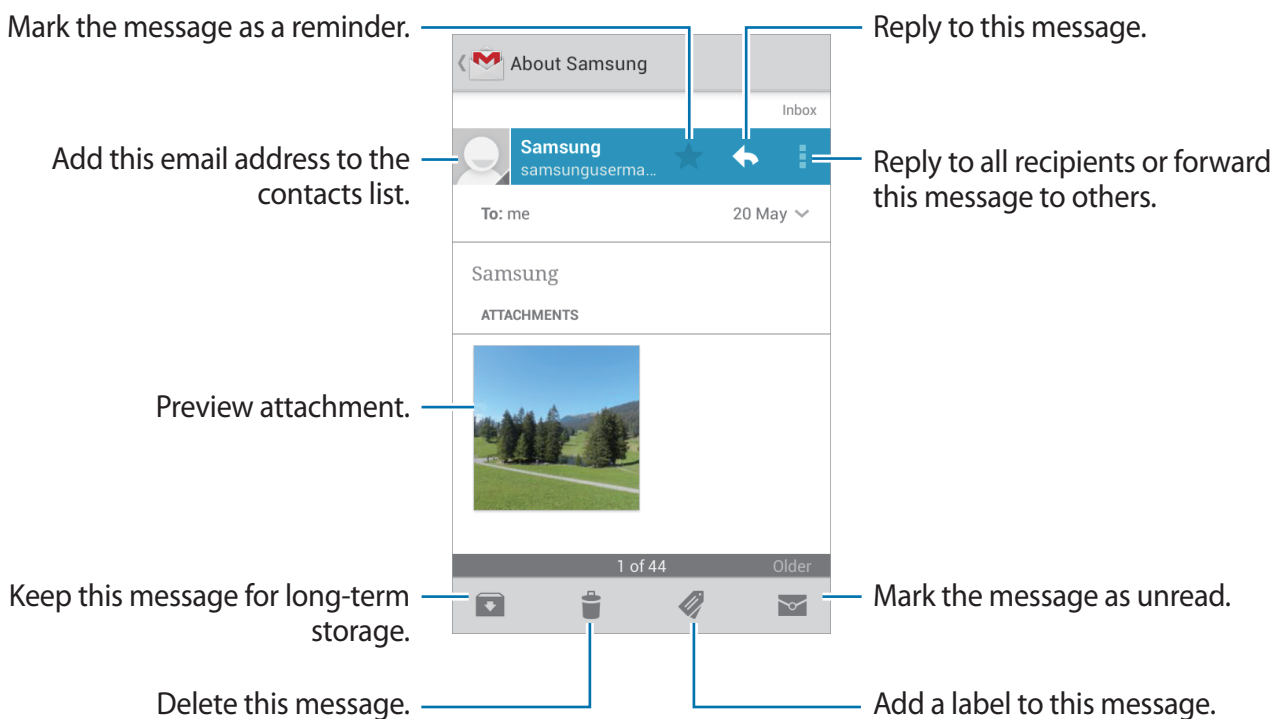 Mark the message as a reminder.
Reply to this message.
About Samsung
Inbox
Add this email address to the
contacts list.
Samsung
samsunguserma...
Reply to all recipients or forward
this message to others.
To: me
20 May
Samsung
ATTACHMENTS
Preview attachment.
1 of 44
Older
Keep this message for long-term
storage.
Mark the message as unread.
Delete this message.
Add a label to this message.